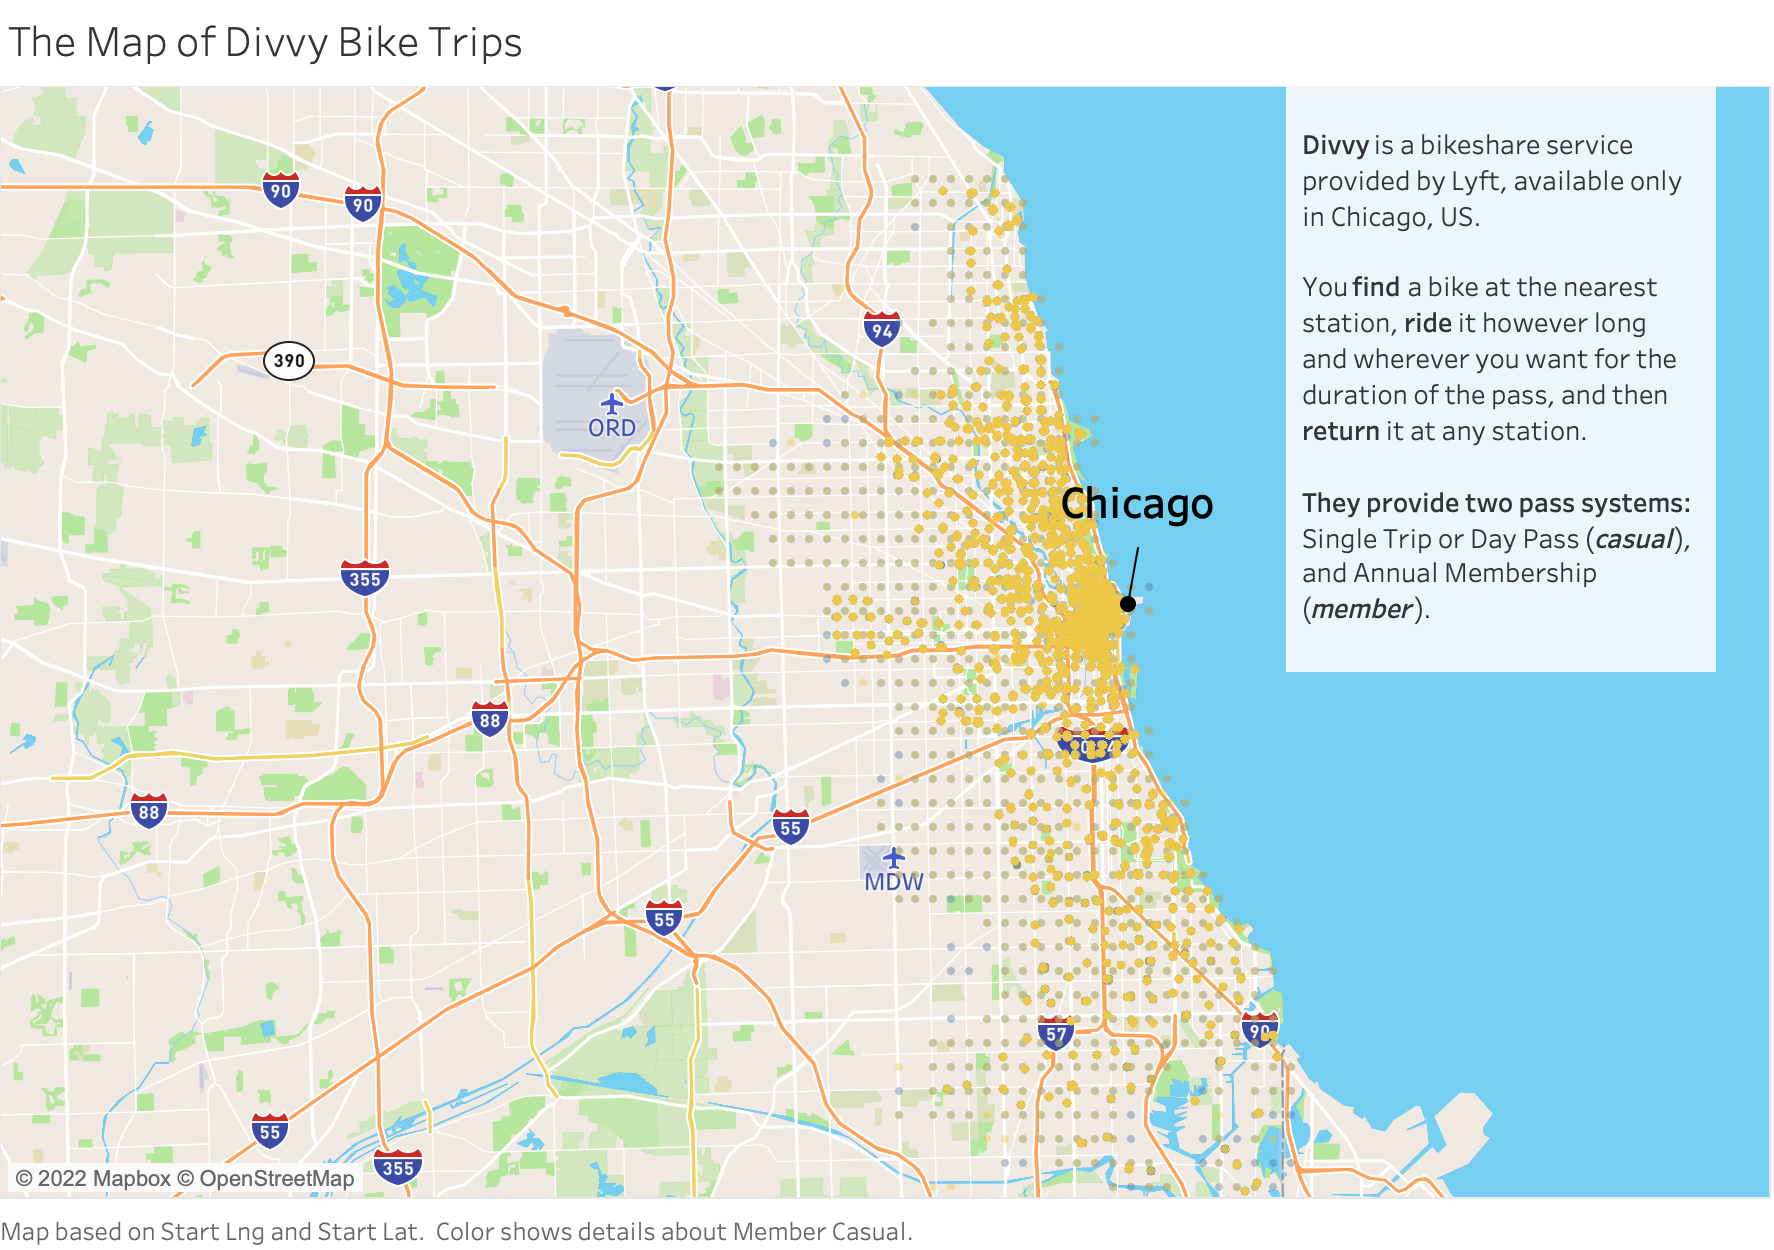 The Map of Divvy Bike Trips
Divvy is a bikeshare service
provided by Lyft, available only
in Chicago, US.
You find a bike at the nearest
station, ride it however long
and wherever you want for the
duration of the pass, and then
return it at any station.
They provide two pass systems:
Single Trip or Day Pass (casual),
and Annual Membership
(member).
90
90
94
390
ORD
Chicago
355
88
88
55
MDW
55
57
90
55
355
© 2022 Mapbox © OpenStreetMap
Map based on Start Lng and Start Lat. Color shows details about Member Casual.